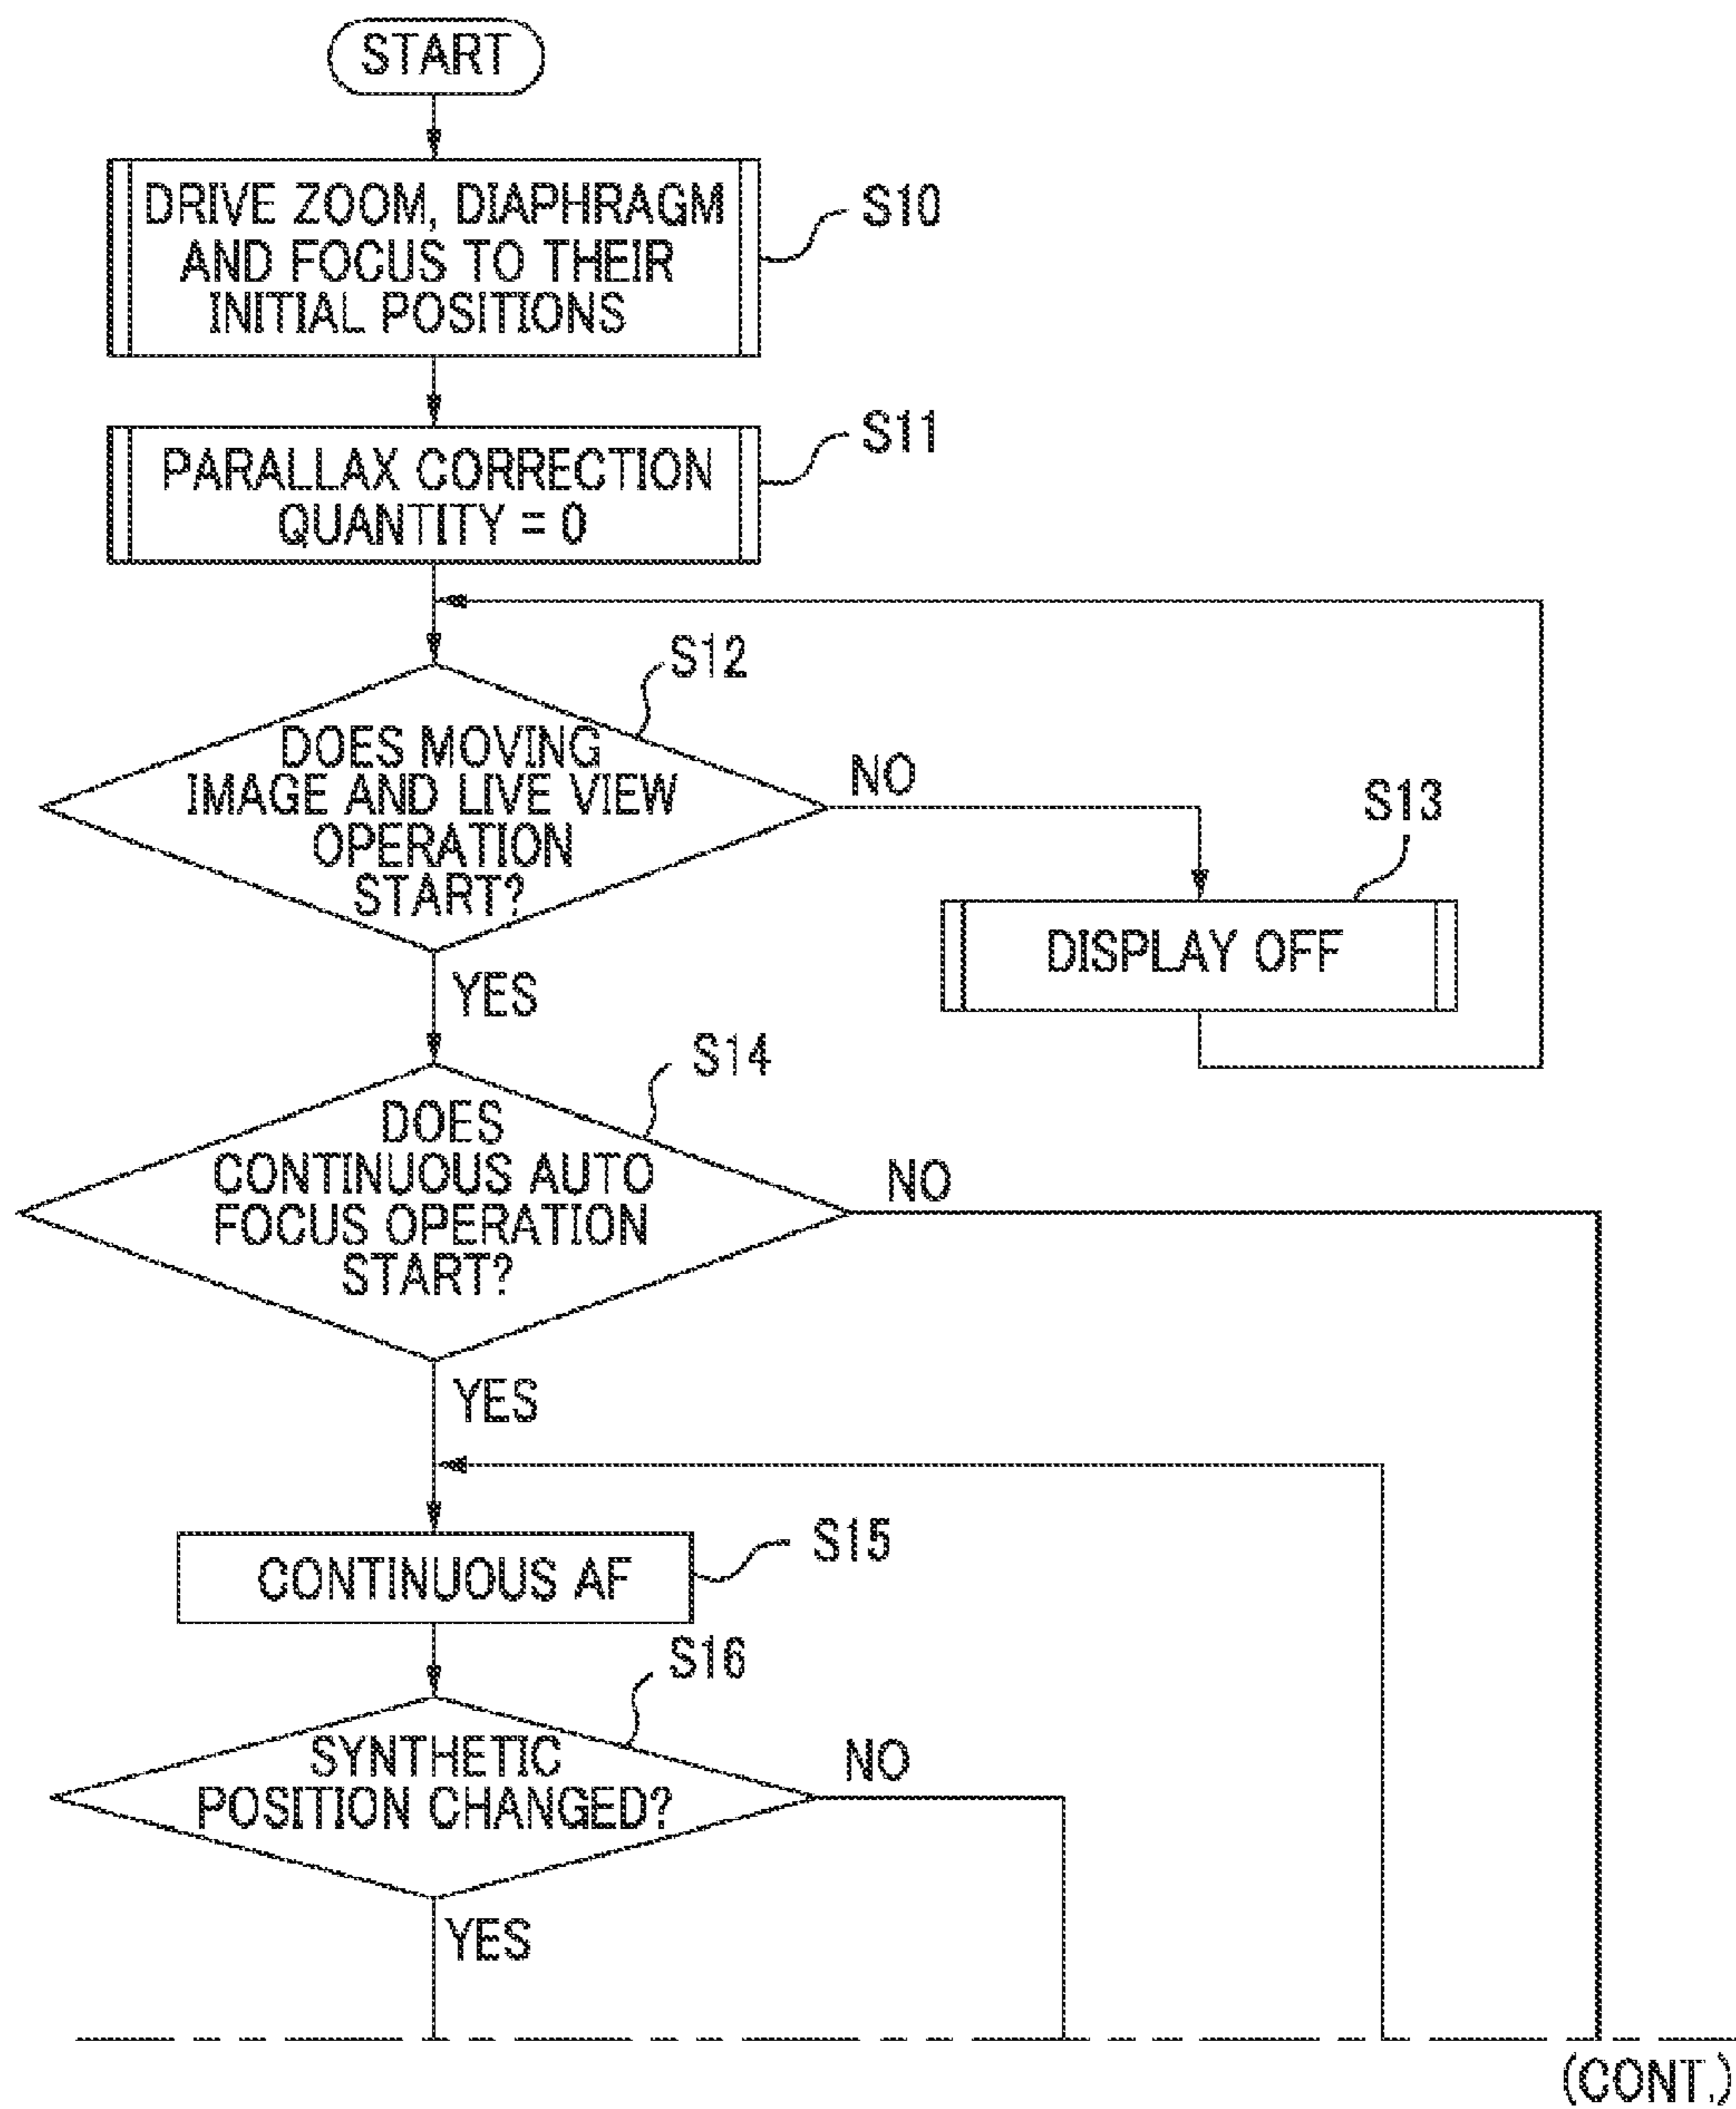 START
DRIVE ZOOM, DIAPHRAGM
AND FOCUS TO THEIR
INITIAL POSITIONS
S10
PARALLAX CORRECTION
QUANTITY = 0
S11
S12
DOES MOVING
IMAGE AND LIVE VIEW
OPERATION
START?
NO
S13
DISPLAY OFF
YES
S14
DOES
CONTINUOUS AUTO
FOCUS OPERATION
START?
NO
YES
CONTINUOUS AF
S15
S16
SYNTHETIC
POSITION CHANGED?
NO
YES
(CONT.)